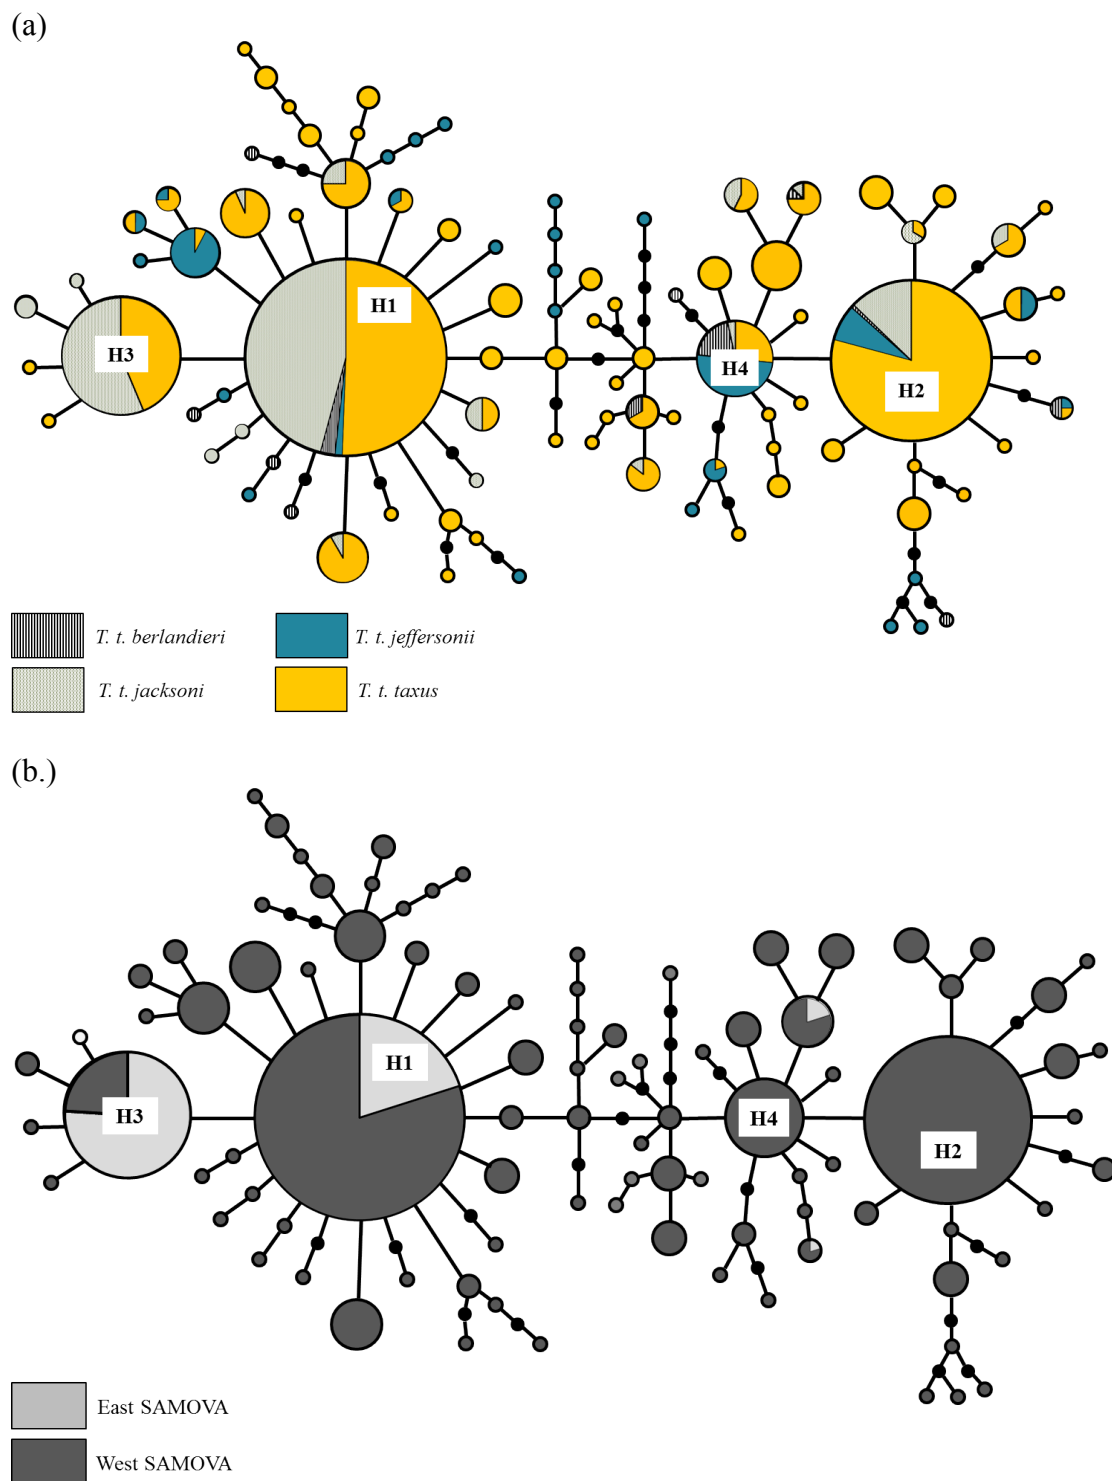 (a)
H1
H3
H4
H2
T. t. berlandieri
T. t. jeffersonii
T. t. jacksoni
T. t. taxus
(b.)
H1
H3
H4
H2
East SAMOVA
West SAMOVA